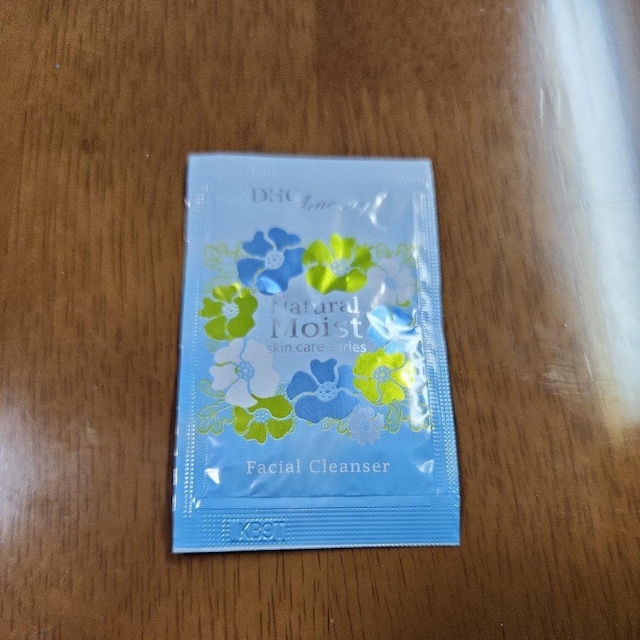 DHC
Natural
Moist
skin care series
Facial Cleanser